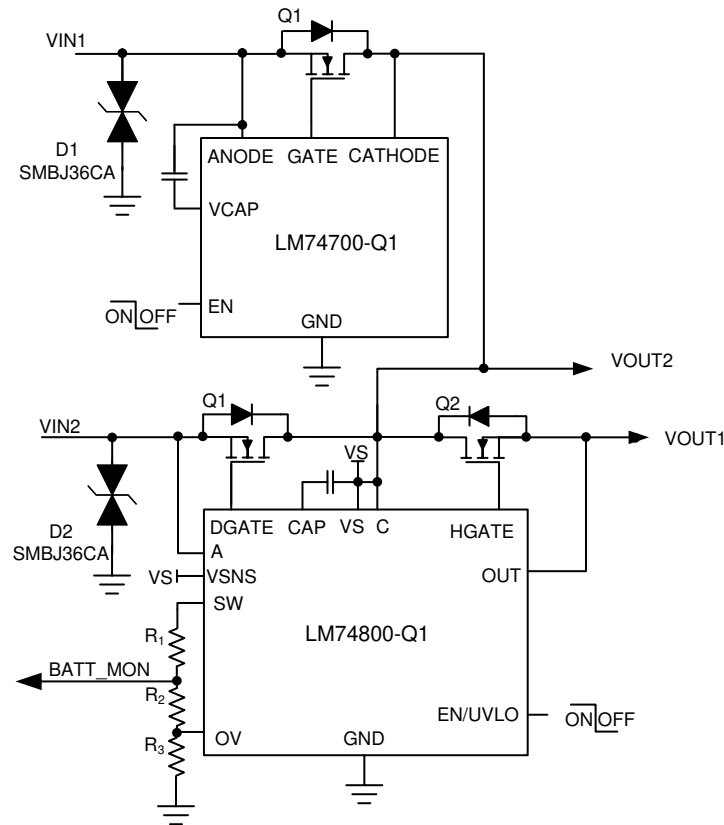 Q1
VIN1
D1
SMBJ36CA
ANODE GATE CATHODE
VCAP
LM74700-Q1
EN
ON OFF
GND
VOUT2
Q1
Q2
VIN2
VOUT1
VS
D2
SMBJ36CA
DGATE CAP VS C HGATE
A
VS VSNS
OUT
SW
LM74800-Q1
R1
BATT_MON
R2
EN/UVLO
ON OFF
R3
OV
GND